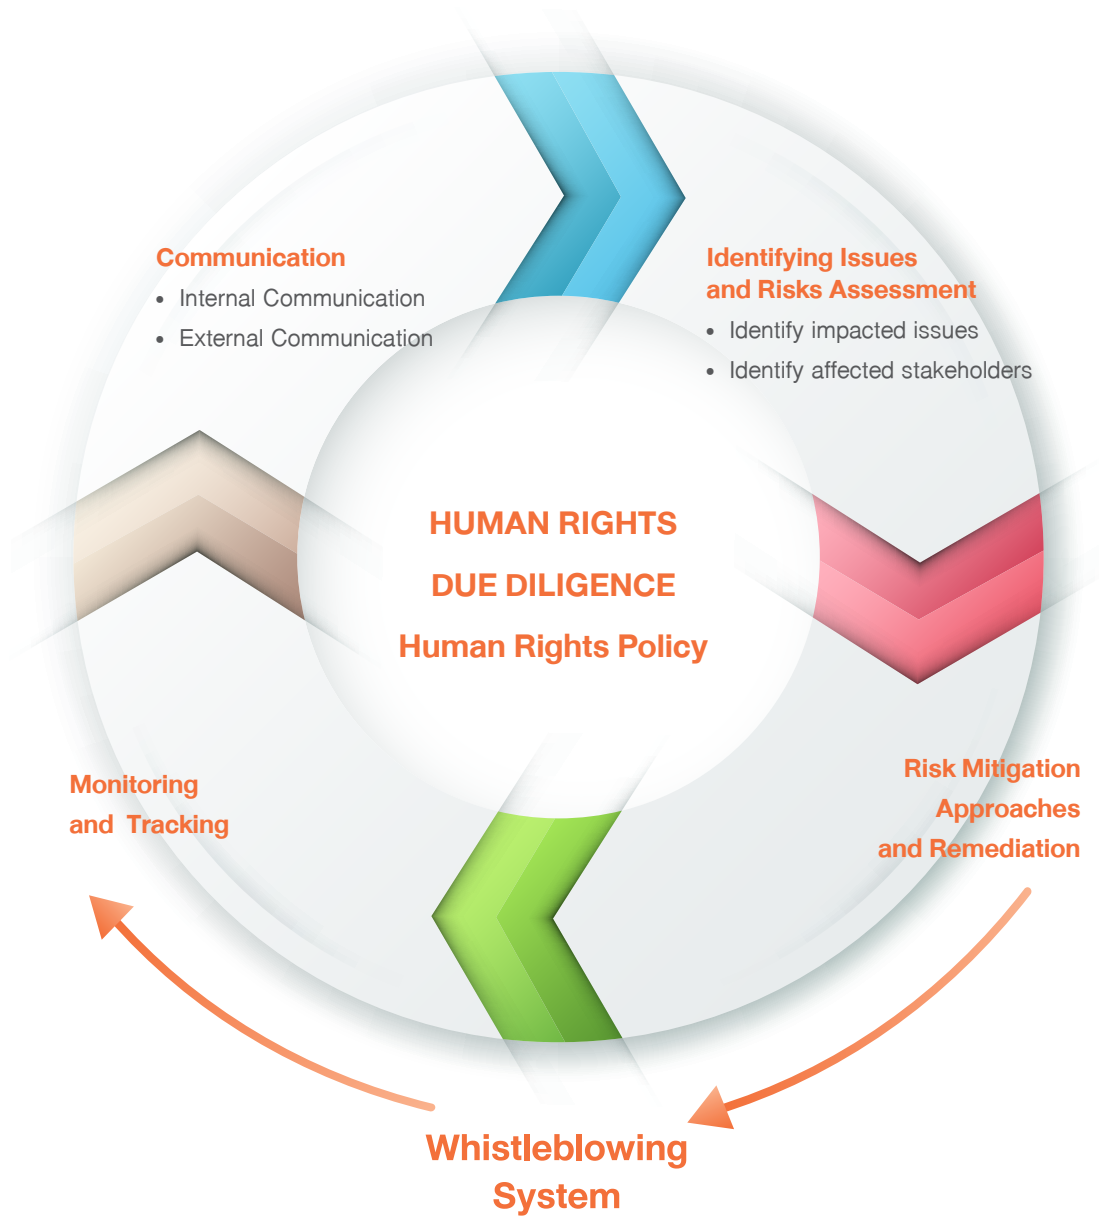 Communication
• Internal Communication
• External Communication
Identifying Issues
and Risks Assessment
• Identify impacted issues
• Identify affected stakeholders
HUMAN RIGHTS
DUE DILIGENCE
Human Rights Policy
Monitoring
and Tracking
Risk Mitigation
Approaches
and Remediation
Whistleblowing
System